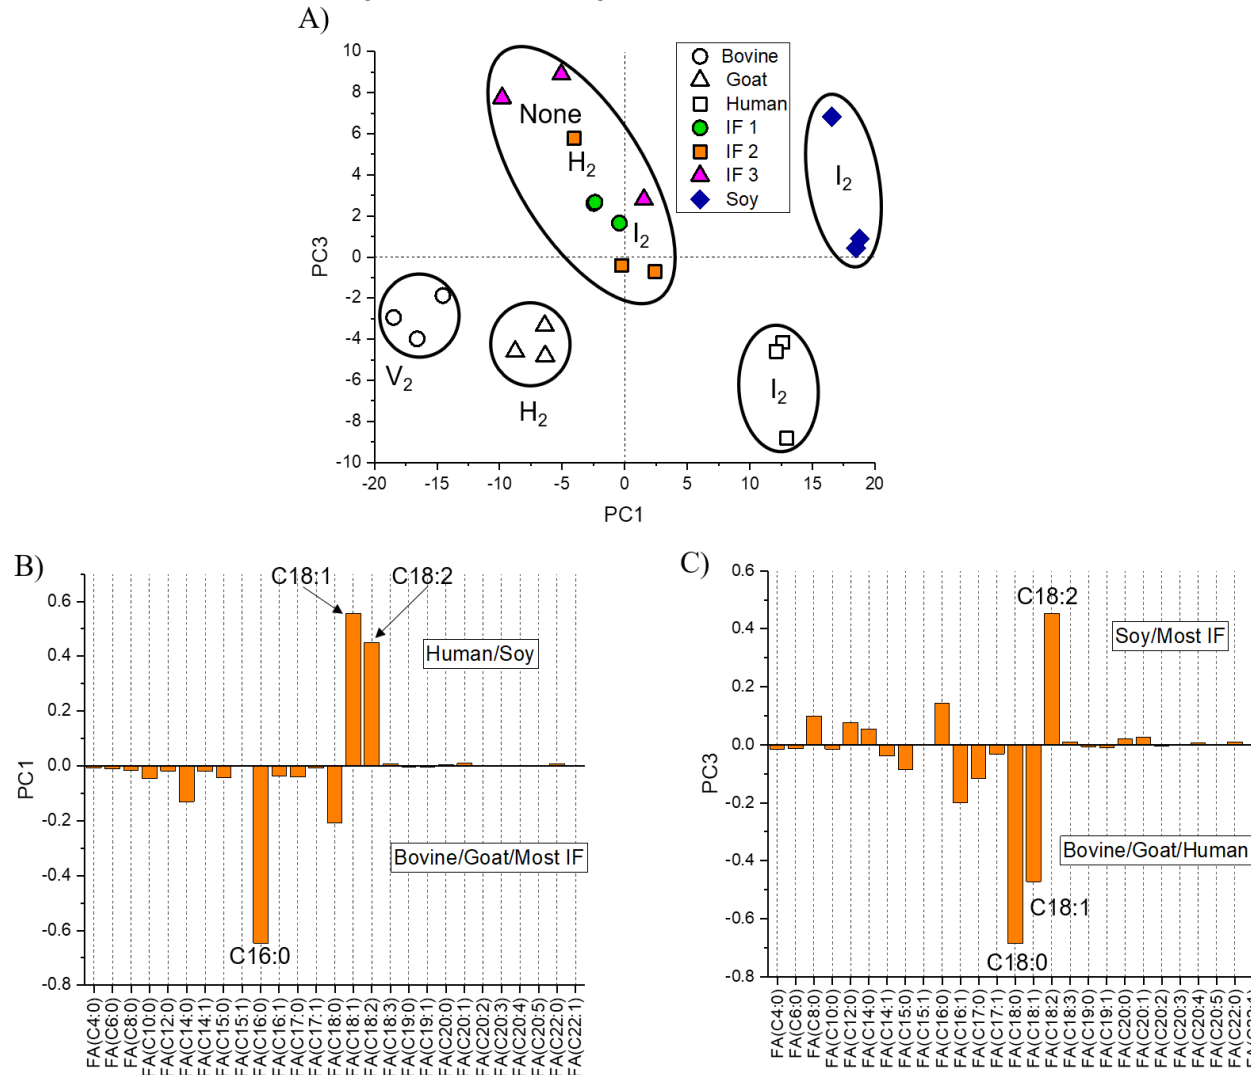 A)
10
8
6
4
2
0
-2
-4
-6
-8
-10
PC3
-20
-15
-10
-5
0
5
10
15
20
PC1
Bovine
Goat
Human
IF 1
IF 2
IF 3
Soy
None
H2
I2
I2
V2
H2
I2
B)
C18:1
C18:2
0.6
0.4
0.2
0.0
-0.2
-0.4
-0.6
-0.8
PC1
Human/Soy
Bovine/Goat/Most IF
C16:0
FA(C4:0)
FA(C6:0)
FA(C8:0)
FA(C10:0)
FA(C12:0)
FA(C14:0)
FA(C14:1)
FA(C15:0)
FA(C15:1)
FA(C16:0)
FA(C16:1)
FA(C17:0)
FA(C17:1)
FA(C18:0)
FA(C18:1)
FA(C18:2)
FA(C18:3)
FA(C19:0)
FA(C19:1)
FA(C20:0)
FA(C20:1)
FA(C20:2)
FA(C20:3)
FA(C20:4)
FA(C20:5)
FA(C22:0)
FA(C22:1)
C)
0.6
0.4
0.2
0.0
-0.2
-0.4
-0.6
-0.8
PC3
C18:2
Soy/Most IF
Bovine/Goat/Human
C18:1
C18:0
FA(C4:0)
FA(C6:0)
FA(C8:0)
FA(C10:0)
FA(C12:0)
FA(C14:0)
FA(C14:1)
FA(C15:0)
FA(C15:1)
FA(C16:0)
FA(C16:1)
FA(C17:0)
FA(C17:1)
FA(C18:0)
FA(C18:1)
FA(C18:2)
FA(C18:3)
FA(C19:0)
FA(C19:1)
FA(C20:0)
FA(C20:1)
FA(C20:2)
FA(C20:3)
FA(C20:4)
FA(C20:5)
FA(C22:0)